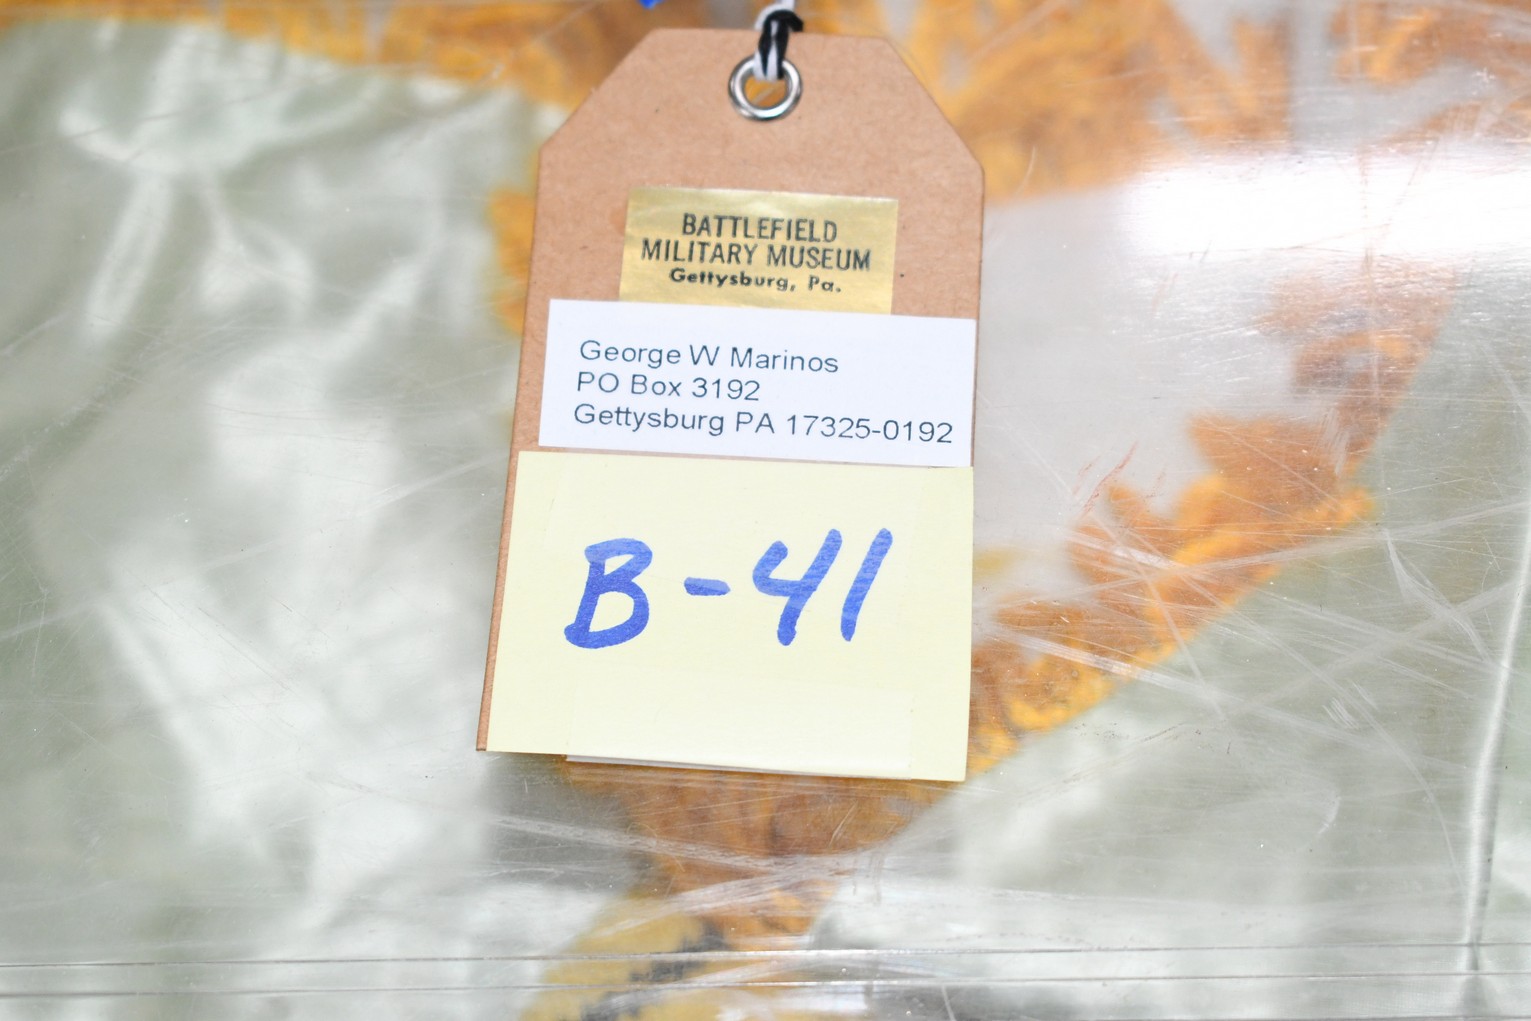 BATTLEFIELD
MILITARY MUSEUM
Gettysburg, Pa.
George W Marinos
PO Box 3192
Gettysburg PA 17325-0192
B-41